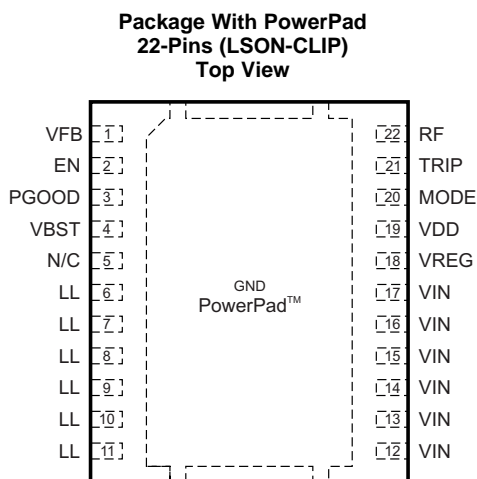 Package With PowerPad
22-Pins (LSON-CLIP)
Top View
VFB 1
EN 2
PGOOD 3
VBST 4
N/C 5
LL 6
LL 7
LL 8
LL 9
LL 10
LL 11
GND
PowerPad™
22 RF
21 TRIP
20 MODE
19 VDD
18 VREG
17 VIN
16 VIN
15 VIN
14 VIN
13 VIN
12 VIN